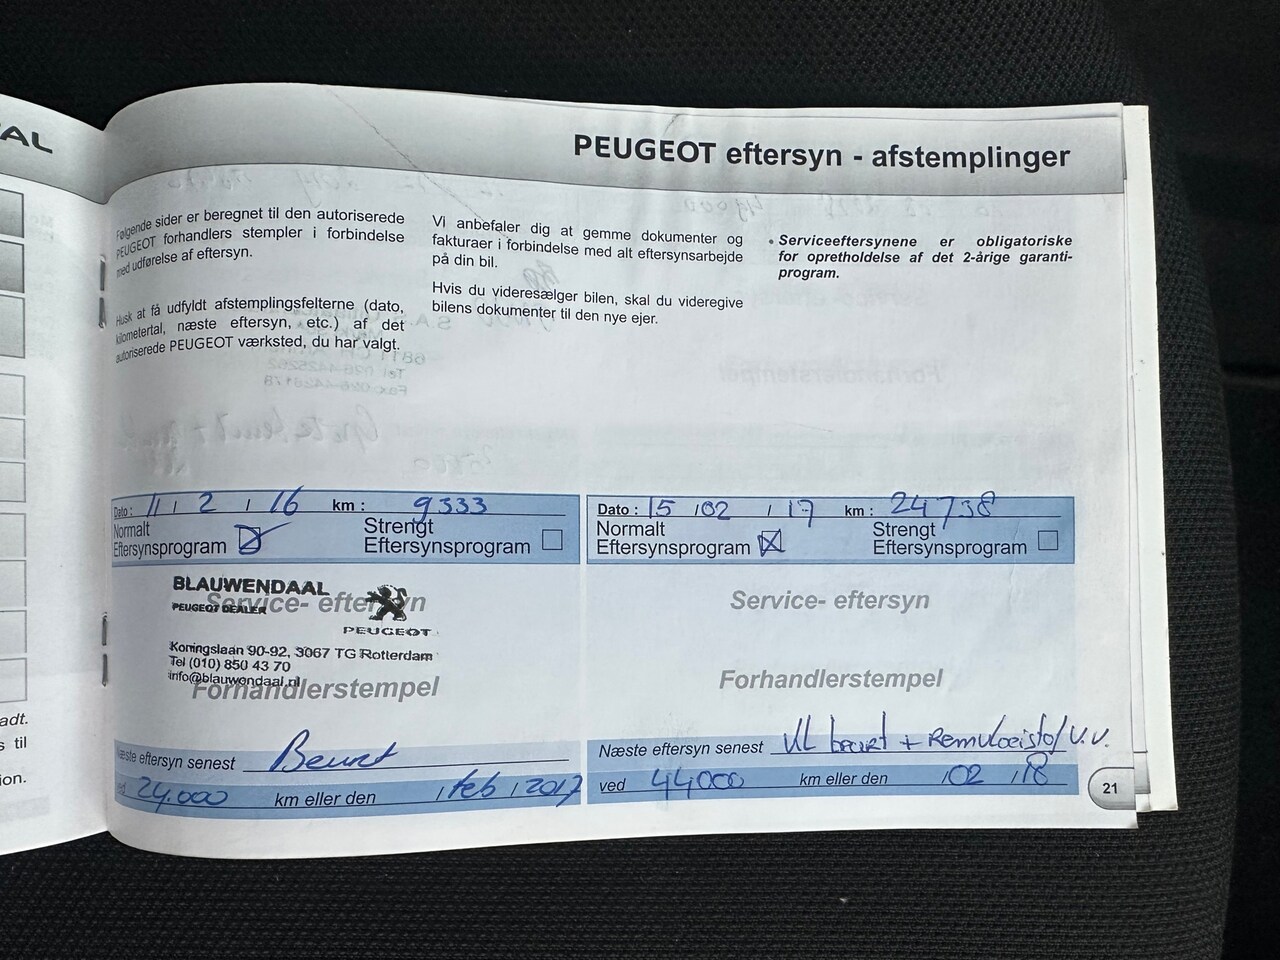 AL
PEUGEOT eftersyn - afstemplinger
Følgende sider er beregnet til den autoriserede
PEUGEOT forhandlers stempler i forbindelse
med udførelse af eftersyn.
Husk at få udfyldt afstemplingsfelterne (dato,
kilometertal, næste eftersyn, etc.) af det
autoriserede PEUGEOT værksted, du har valgt.
Vi anbefaler dig at gemme dokumenter og
fakturaer i forbindelse med alt eftersynsarbejde
på din bil.
Hvis du videresælger bilen, skal du videregive
bilens dokumenter til den nye ejer.
• Serviceeftersynene er obligatoriske
for opretholdelse af det 2-årige garanti-
program.
Dato : 11 / 2 / 16 km : 9333
Normalt
Eftersynsprogram
Strengt
Eftersynsprogram
BLAUWENDAAL
PEUGEOT DEALER
Service- eftersyn
PEUGEOT
Koningslaan 90-92, 3067 TG Rotterdam
Tel (010) 850 43 70
info@blauwendaal.nl
Forhandlerstempel
Næste eftersyn senest Beurt
ved 24.000 km eller den / feb / 2017
Dato : 15 / 02 / 17 km : 24738
Normalt
Eftersynsprogram
Strengt
Eftersynsprogram
Service- eftersyn
Forhandlerstempel
Næste eftersyn senest VL beurt + Remvloeistof V.V.
ved 44000 km eller den / 02 / 18
adt.
s til
ion.
21